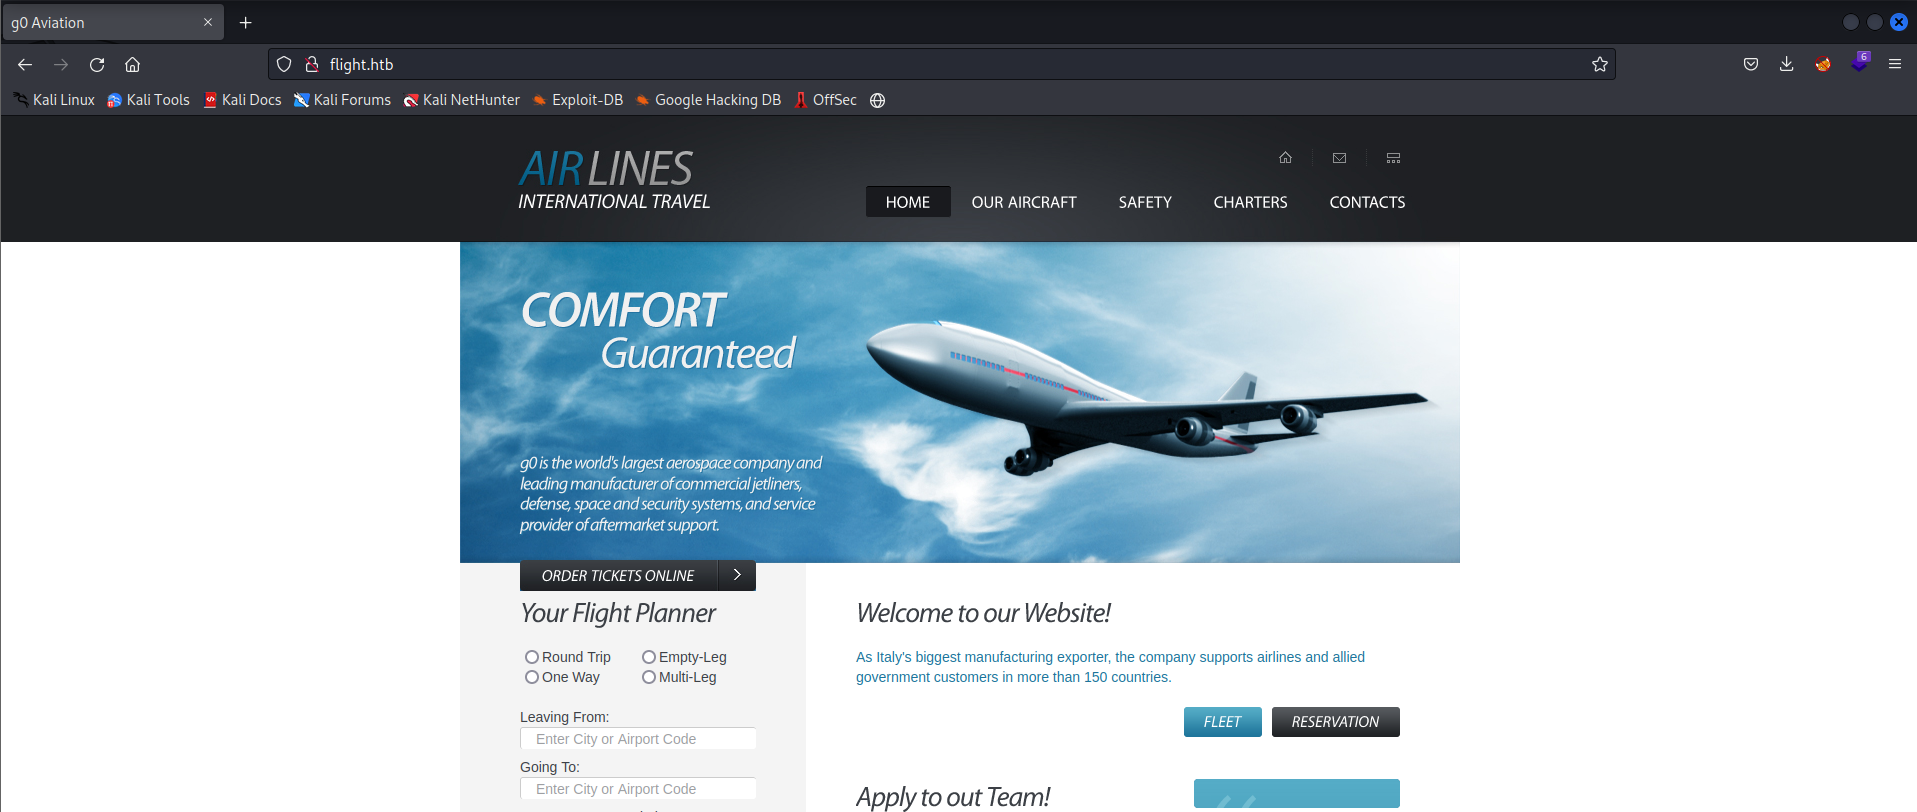 g0 Aviation
flight.htb
6
Kali Linux Kali Tools Kali Docs Kali Forums Kali NetHunter Exploit-DB Google Hacking DB OffSec
AIRLINES
INTERNATIONAL TRAVEL
HOME OUR AIRCRAFT SAFETY CHARTERS CONTACTS
COMFORT
Guaranteed
g0 is the world's largest aerospace company and
leading manufacturer of commercial jetliners,
defense, space and security systems, and service
provider of aftermarket support.
ORDER TICKETS ONLINE
Your Flight Planner
Round Trip Empty-Leg
One Way Multi-Leg
Leaving From:
Enter City or Airport Code
Going To:
Enter City or Airport Code
Welcome to our Website!
As Italy's biggest manufacturing exporter, the company supports airlines and allied
government customers in more than 150 countries.
FLEET RESERVATION
Apply to out Team!